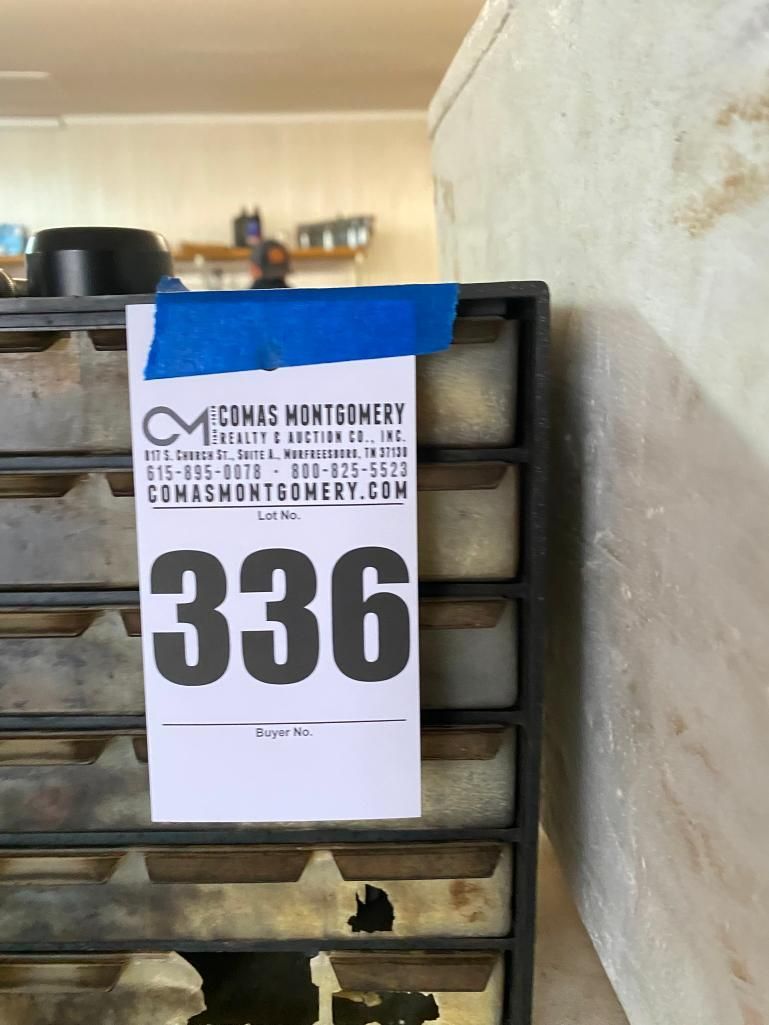 CM COMAS MONTGOMERY
REALTY & AUCTION CO., INC.
817 S. CHURCH ST., SUITE A., MURFREESBORO, TN 37130
615-895-0078 · 800-825-5523
COMASMONTGOMERY.COM
Lot No.
336
Buyer No.